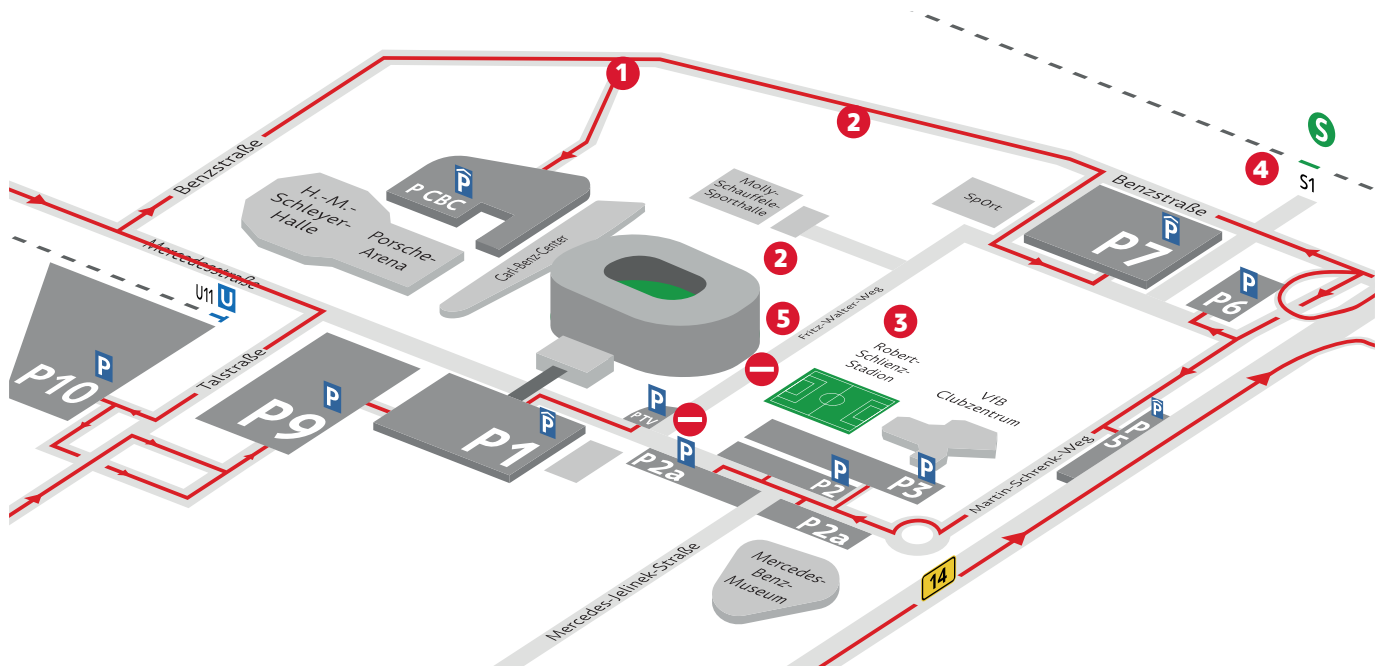 1
2
S
4
S1
Benzstraße
P CBC
P
H.-M.-
Schleyer-
Halle
Porsche-
Arena
Carl-Benz-Center
Molly-
Schauffele-
Sporthalle
SpOrt
Benzstraße
P7
P
P6
P
Mercedesstraße
U11
U
2
5
3
Fritz-Walter-Weg
Robert-
Schlienz-
Stadion
VfB
Clubzentrum
P10
P
Talstraße
P9
P
P1
P
P
PTV
P
P2a
P2
P
P3
P
P2a
P5
P
Martin-Schrenk-Weg
Mercedes-
Benz-
Museum
Mercedes-Jelinek-Straße
14